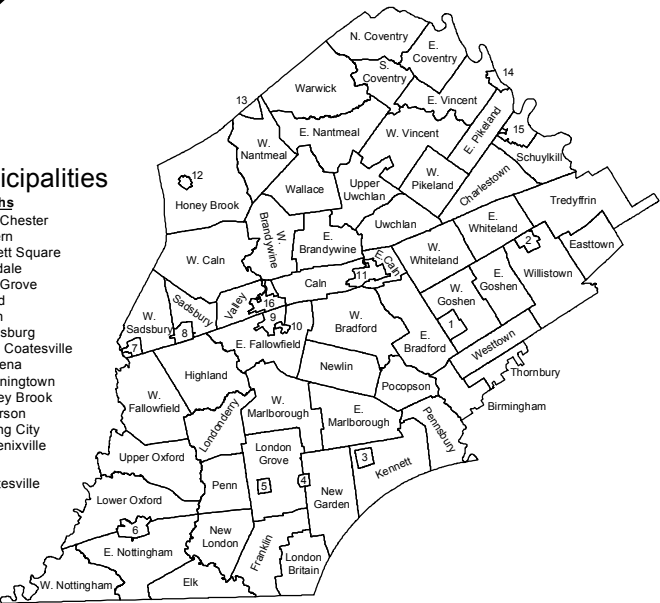 icipalities
hs
Chester
ern
ett Square
dale
Grove
d
n
sburg
Coatesville
ena
ningtown
ey Brook
erson
ng City
enixville
tesville
N. Coventry
E.
Coventry
S.
Coventry
14
Warwick
E. Vincent
13
15
E. Nantmeal
W. Vincent
E. Pikeland
W.
Nantmeal
Schuylkill
12
Honey Brook
Wallace
Upper
Uwchlan
W.
Pikeland
Charlestown
Tredyffrin
W.
Brandywine
E.
Brandywine
Uwchlan
E.
Whiteland
W. Caln
W.
Whiteland
2
Easttown
E. Caln
Caln
11
Willistown
W.
Goshen
E.
Goshen
W.
Sadsbury
Sadsbury
Valley
16
9
10
W.
Bradford
1
7
8
E. Fallowfield
E.
Bradford
Westtown
Thornbury
Birmingham
Highland
Newlin
Pocopson
W.
Fallowfield
Londonderry
W.
Marlborough
E.
Marlborough
Pennsbury
Upper Oxford
London
Grove
3
Kennett
Lower Oxford
Penn
5
4
New
Garden
6
E. Nottingham
New
London
Franklin
London
Britain
W. Nottingham
Elk